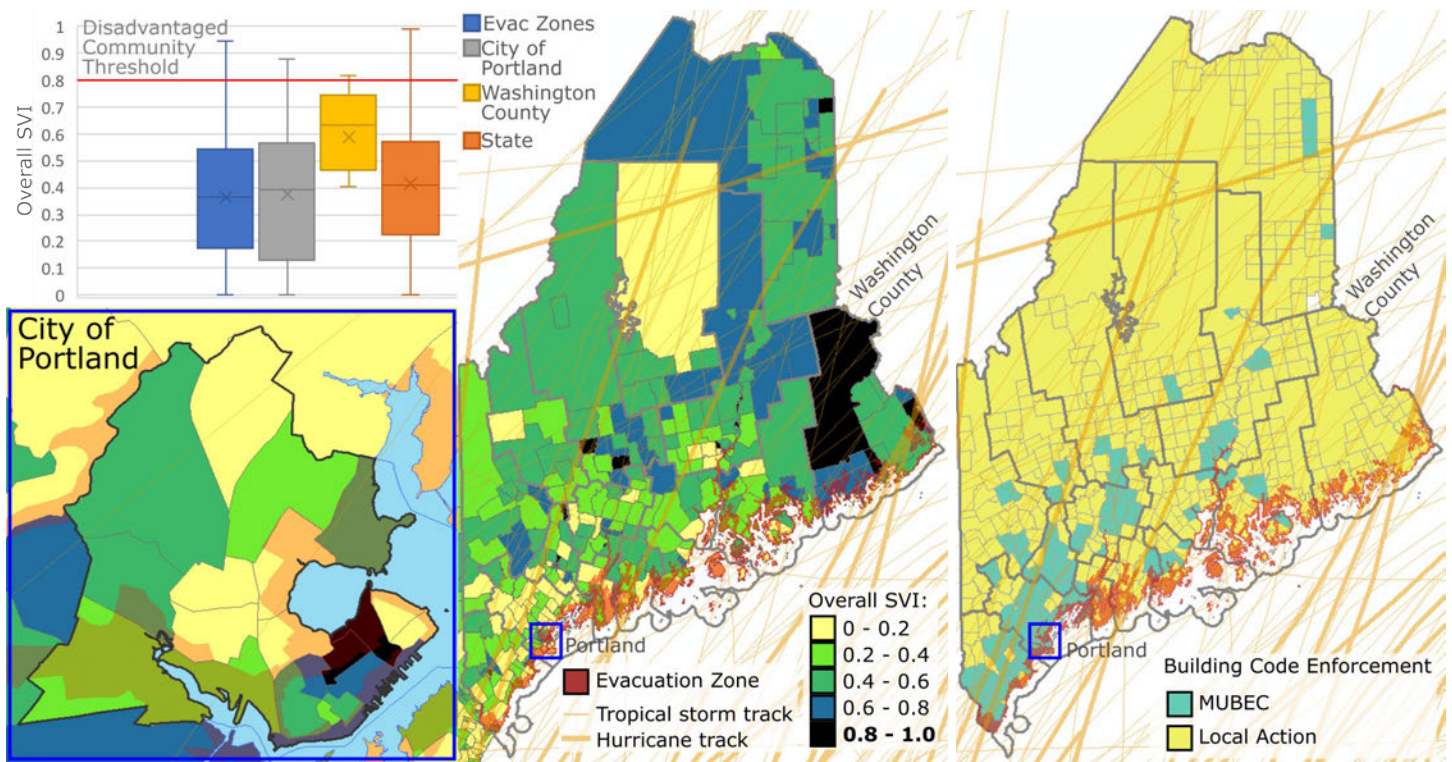 Disadvantaged
Community
Threshold
Overall SVI
1
0.9
0.8
0.7
0.6
0.5
0.4
0.3
0.2
0.1
0
Evac Zones
City of
Portland
Washington
County
State
City of
Portland
Washington
County
Portland
Overall SVI:
0 - 0.2
0.2 - 0.4
0.4 - 0.6
0.6 - 0.8
0.8 - 1.0
Evacuation Zone
Tropical storm track
Hurricane track
Washington
County
Portland
Building Code Enforcement
MUBEC
Local Action